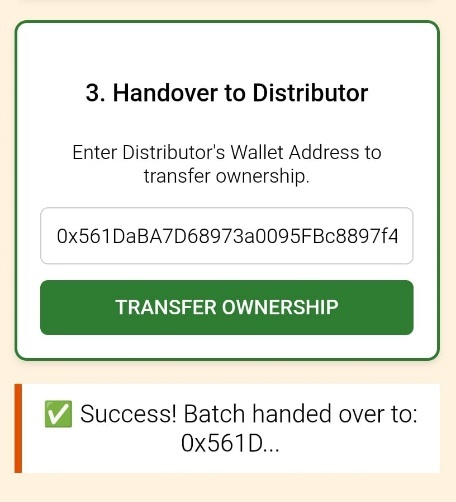 3. Handover to Distributor
Enter Distributor's Wallet Address to
transfer ownership.
0x561DaBA7D68973a0095FBc8897f4
TRANSFER OWNERSHIP
✅ Success! Batch handed over to:
0x561D...